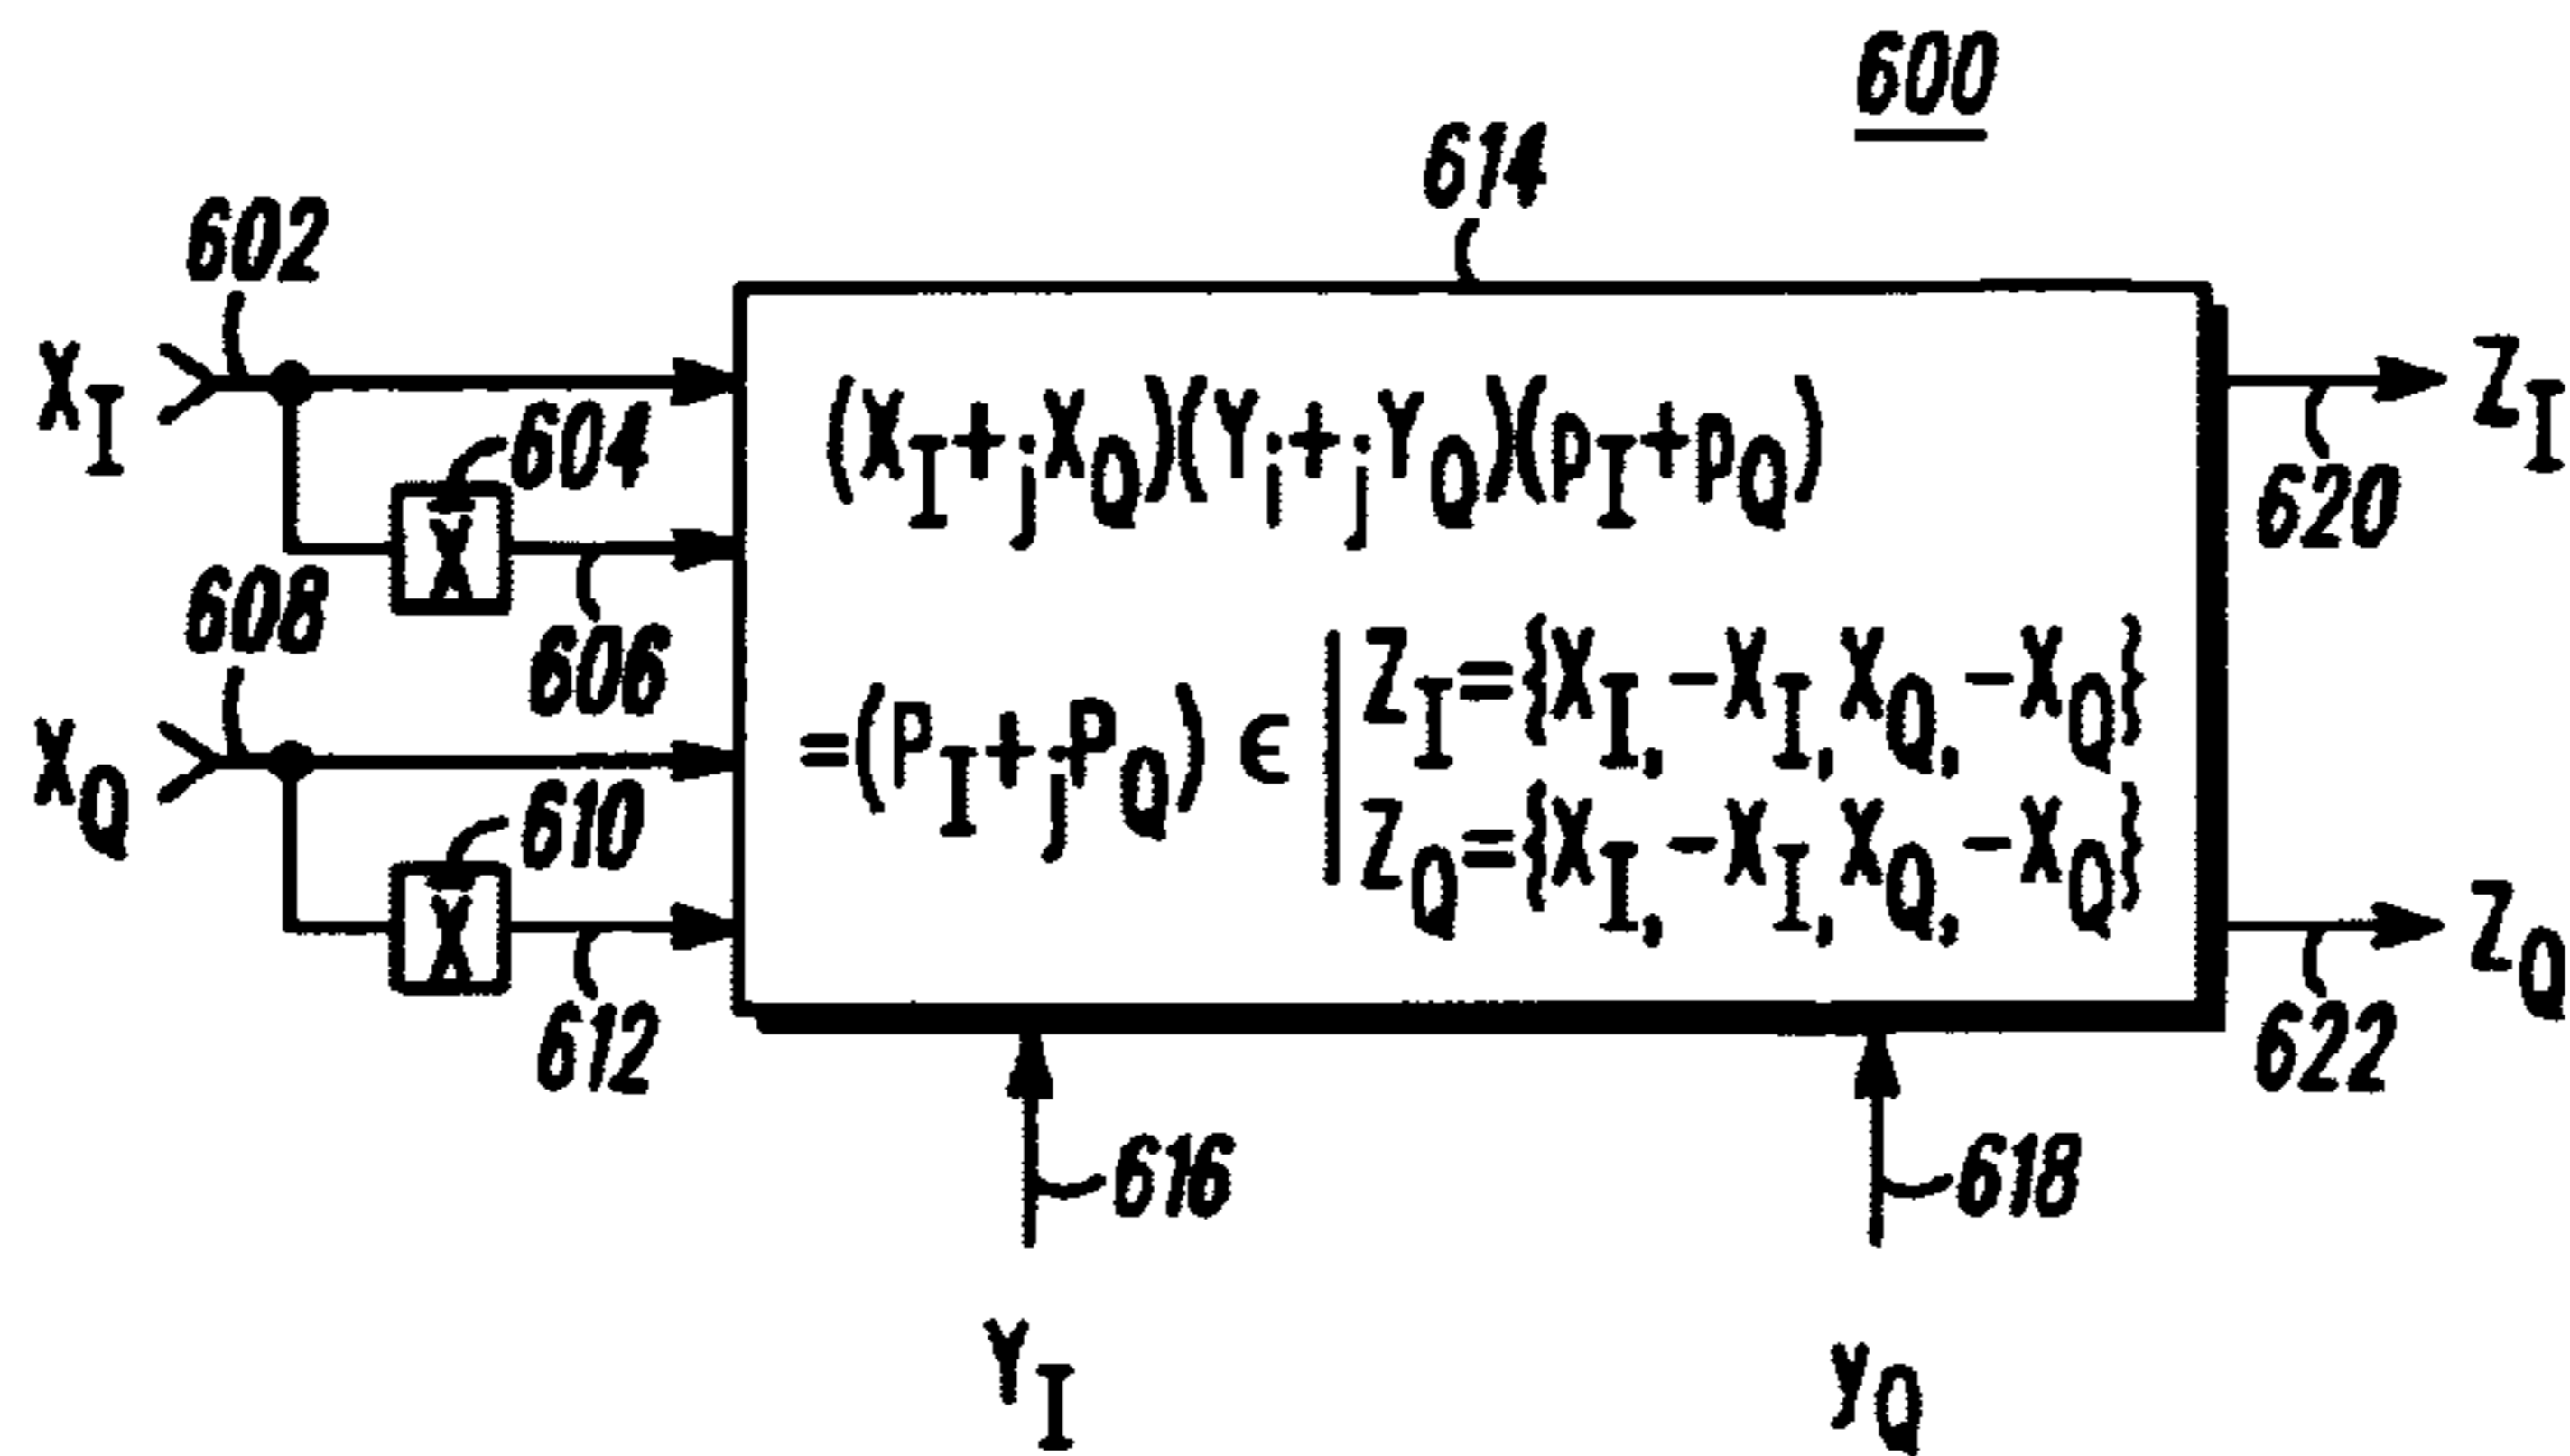 600
614
602
X_I
604
X̄
606
608
X_Q
610
X̄
612
(X_I+jX_Q)(Y_i+jY_Q)(p_I+p_Q)
=(P_I+jP_Q) ϵ | Z_I={X_I,-X_I,X_Q,-X_Q}
Z_Q={X_I,-X_I,X_Q,-X_Q}
Z_I
620
Z_Q
622
616
618
Y_I
y_Q